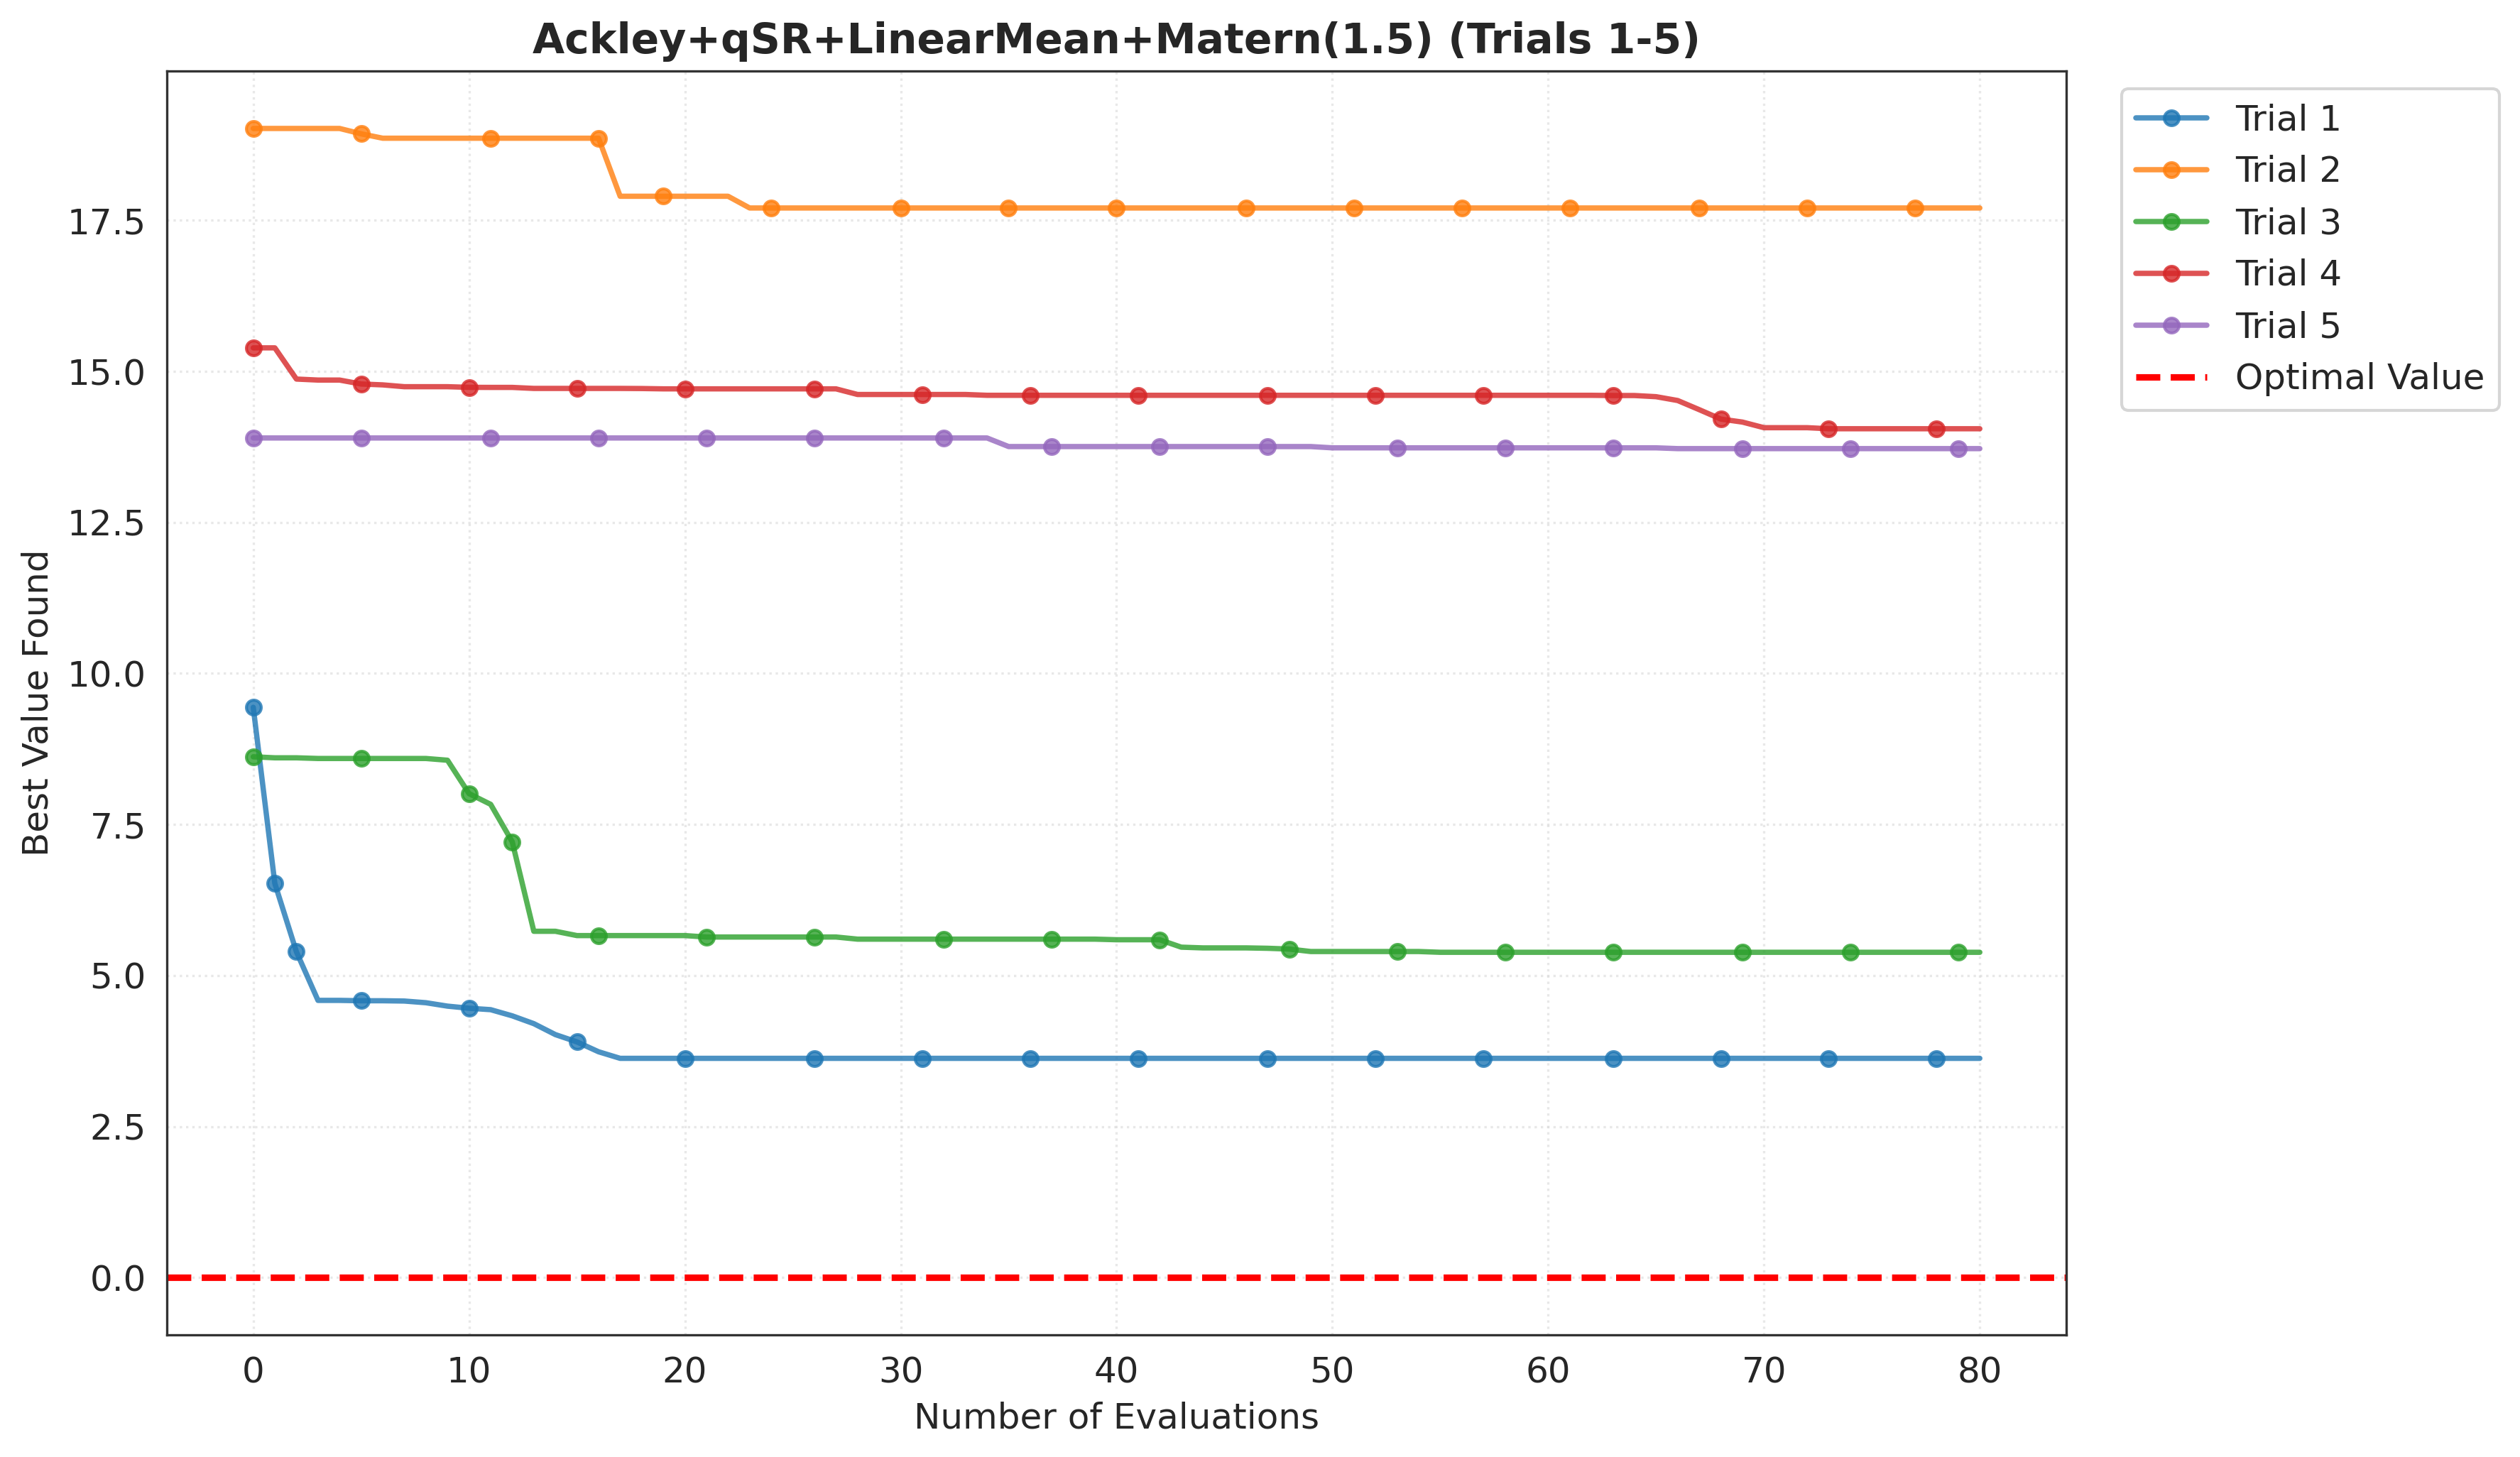 Ackley+qSR+LinearMean+Matern(1.5) (Trials 1-5)
Best Value Found
17.5
15.0
12.5
10.0
7.5
5.0
2.5
0.0
0 10 20 30 40 50 60 70 80
Number of Evaluations
Trial 1
Trial 2
Trial 3
Trial 4
Trial 5
Optimal Value